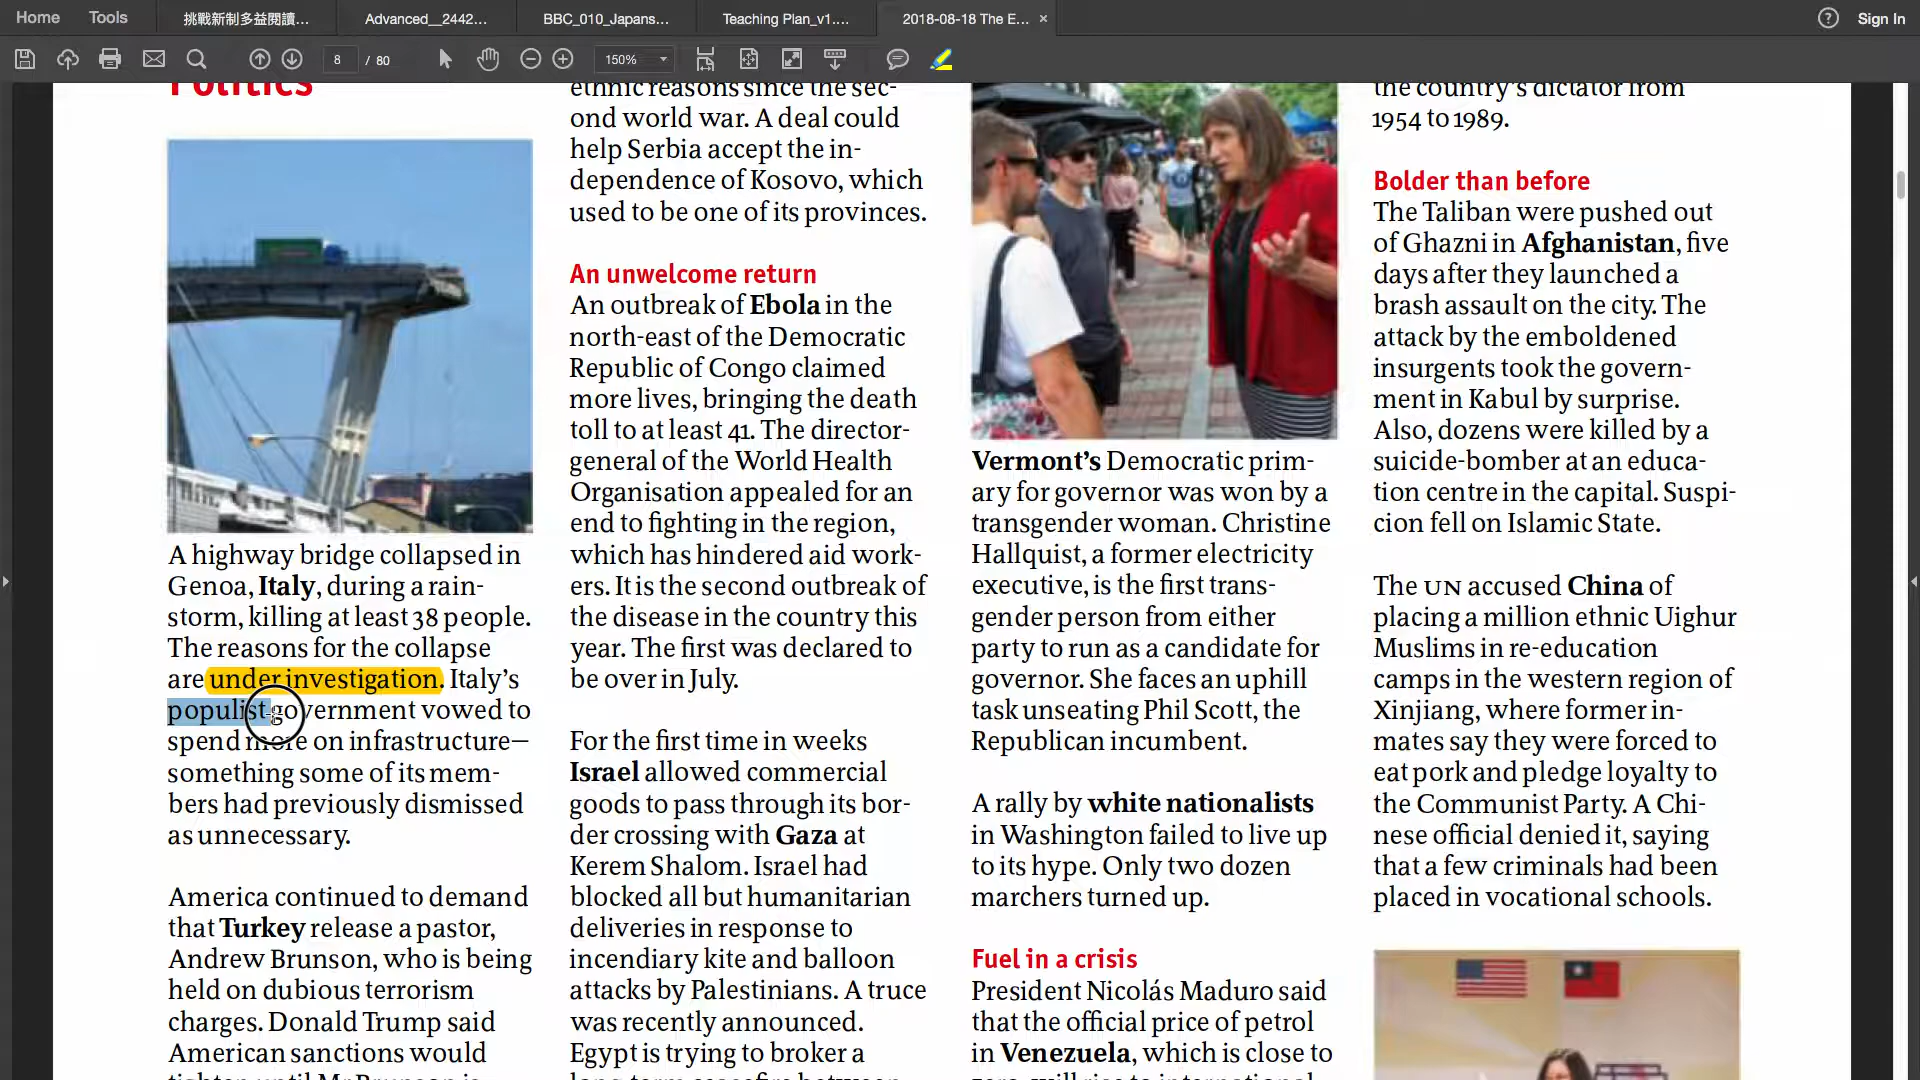 Home
Tools
挑戰新制多益閱讀...
Advanced__2442...
BBC_010_Japans...
Teaching Plan_v1....
2018-08-18 The E...
Sign In
8 / 80
150%
Politics
A highway bridge collapsed in
Genoa, Italy, during a rain-
storm, killing at least 38 people.
The reasons for the collapse
are under investigation. Italy's
populist government vowed to
spend more on infrastructure—
something some of its mem-
bers had previously dismissed
as unnecessary.
America continued to demand
that Turkey release a pastor,
Andrew Brunson, who is being
held on dubious terrorism
charges. Donald Trump said
American sanctions would
ethnic reasons since the sec-
ond world war. A deal could
help Serbia accept the in-
dependence of Kosovo, which
used to be one of its provinces.
An unwelcome return
An outbreak of Ebola in the
north-east of the Democratic
Republic of Congo claimed
more lives, bringing the death
toll to at least 41. The director-
general of the World Health
Organisation appealed for an
end to fighting in the region,
which has hindered aid work-
ers. It is the second outbreak of
the disease in the country this
year. The first was declared to
be over in July.
For the first time in weeks
Israel allowed commercial
goods to pass through its bor-
der crossing with Gaza at
Kerem Shalom. Israel had
blocked all but humanitarian
deliveries in response to
incendiary kite and balloon
attacks by Palestinians. A truce
was recently announced.
Egypt is trying to broker a
Vermont's Democratic prim-
ary for governor was won by a
transgender woman. Christine
Hallquist, a former electricity
executive, is the first trans-
gender person from either
party to run as a candidate for
governor. She faces an uphill
task unseating Phil Scott, the
Republican incumbent.
A rally by white nationalists
in Washington failed to live up
to its hype. Only two dozen
marchers turned up.
Fuel in a crisis
President Nicolás Maduro said
that the official price of petrol
in Venezuela, which is close to
the country's dictator from
1954 to 1989.
Bolder than before
The Taliban were pushed out
of Ghazni in Afghanistan, five
days after they launched a
brash assault on the city. The
attack by the emboldened
insurgents took the govern-
ment in Kabul by surprise.
Also, dozens were killed by a
suicide-bomber at an educa-
tion centre in the capital. Suspi-
cion fell on Islamic State.
The UN accused China of
placing a million ethnic Uighur
Muslims in re-education
camps in the western region of
Xinjiang, where former in-
mates say they were forced to
eat pork and pledge loyalty to
the Communist Party. A Chi-
nese official denied it, saying
that a few criminals had been
placed in vocational schools.